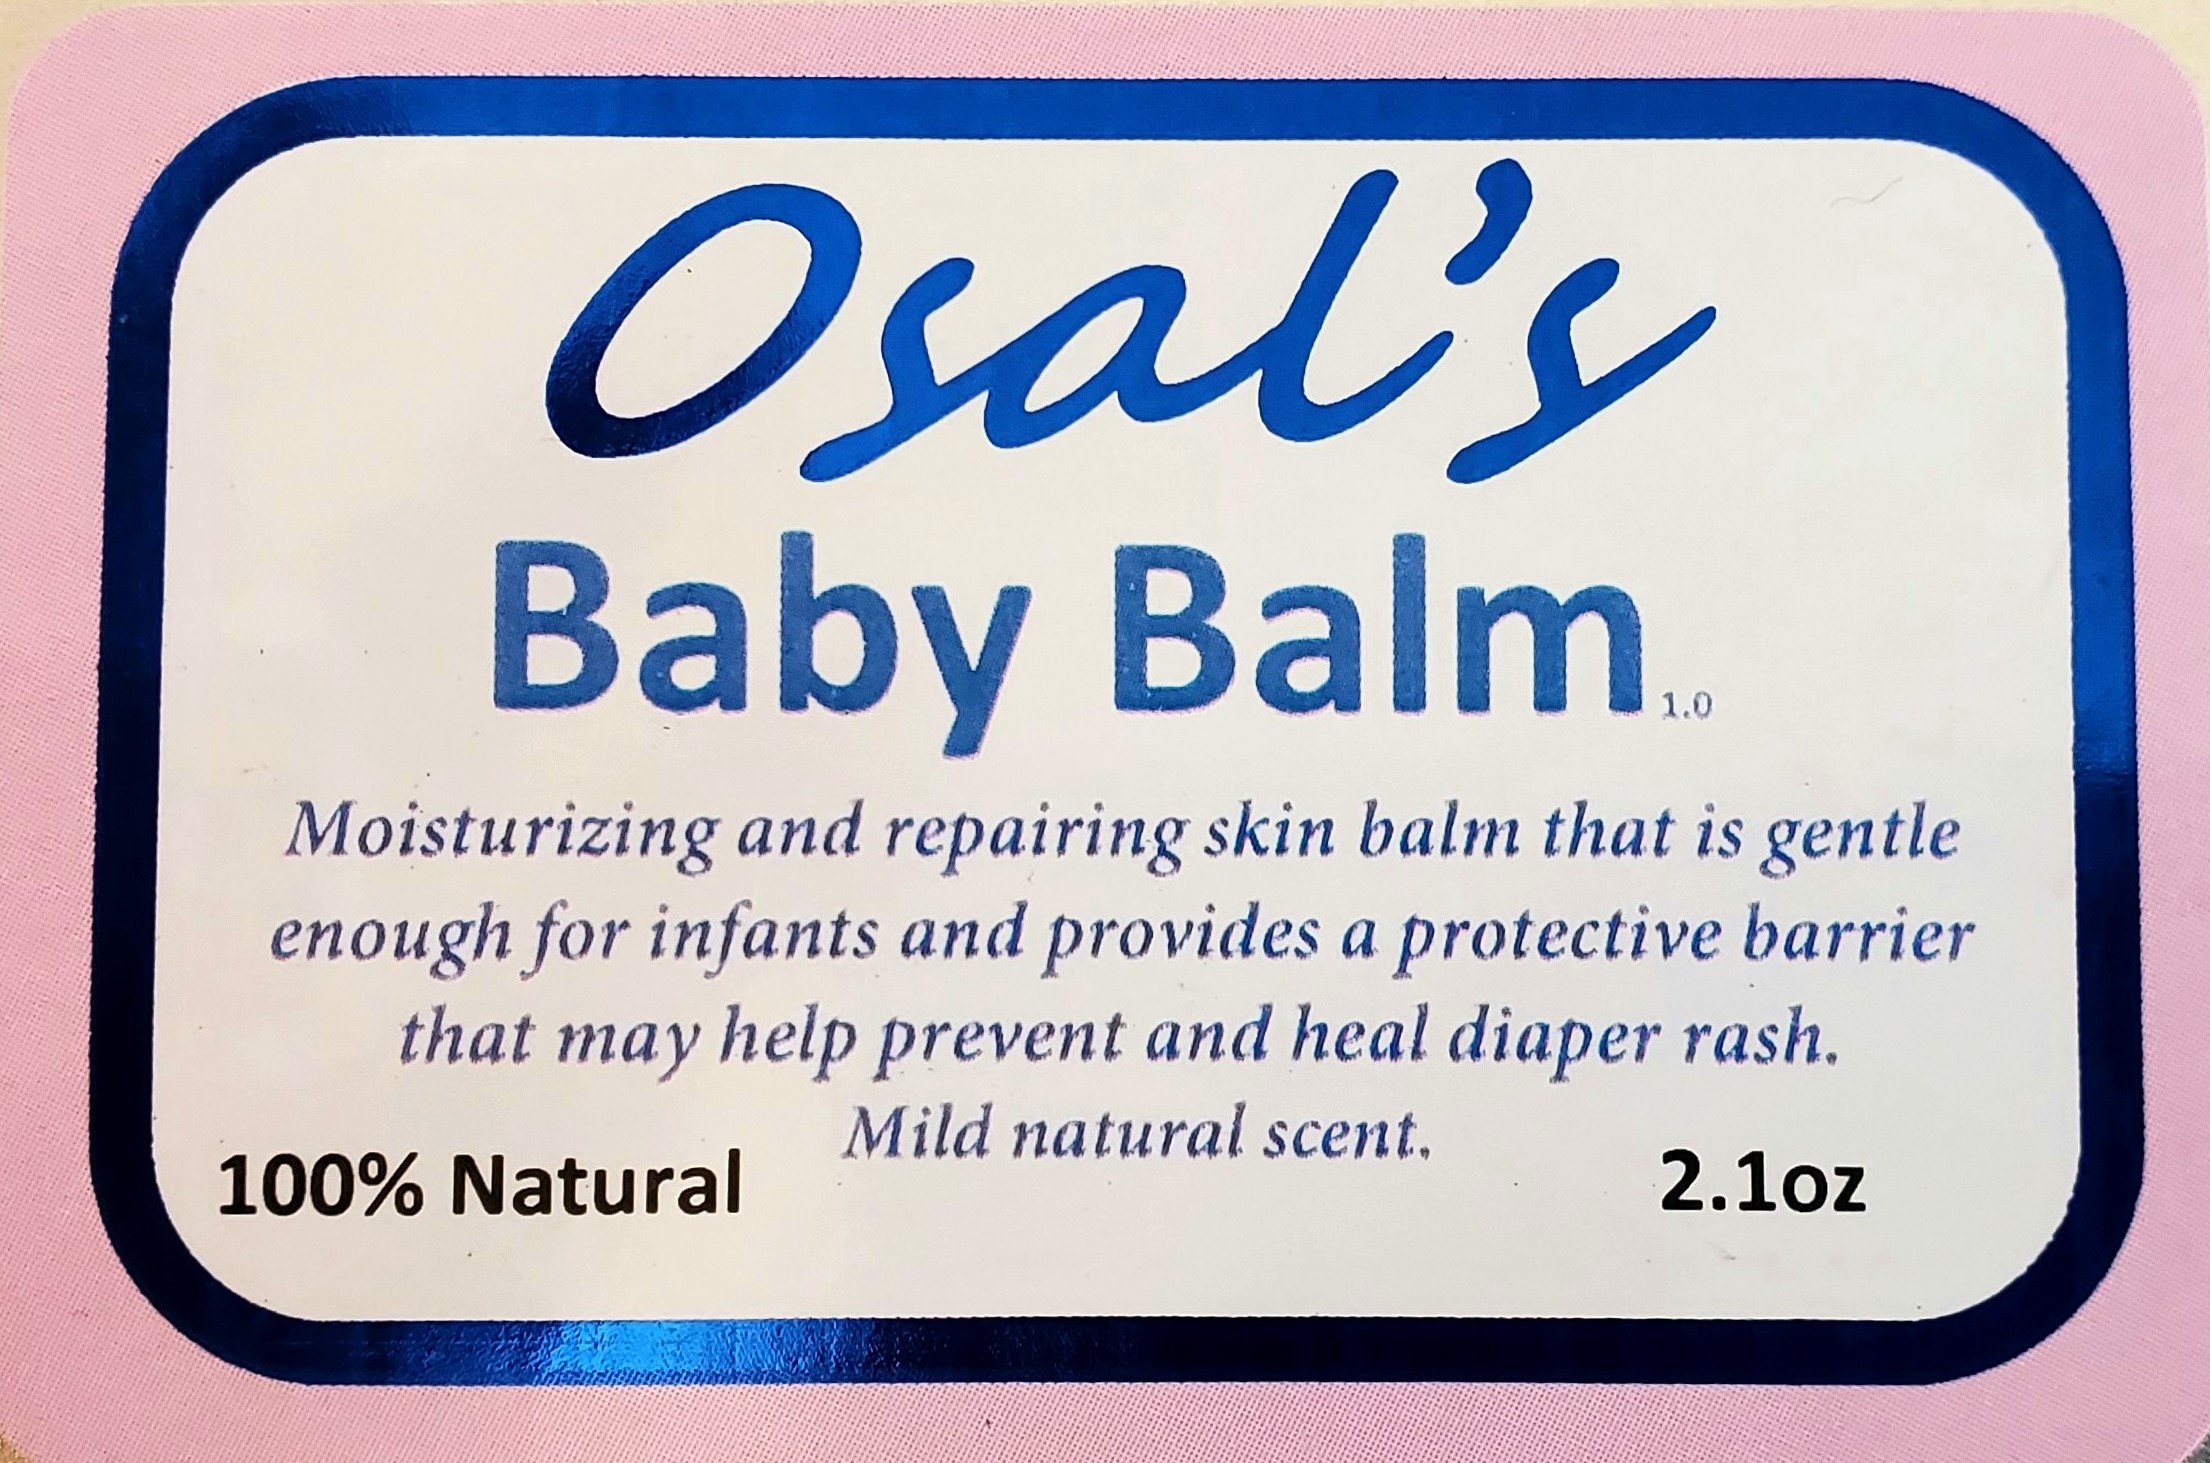 Osal's
Baby Balm 1.0
Moisturizing and repairing skin balm that is gentle
enough for infants and provides a protective barrier
that may help prevent and heal diaper rash.
Mild natural scent.
100% Natural
2.1oz